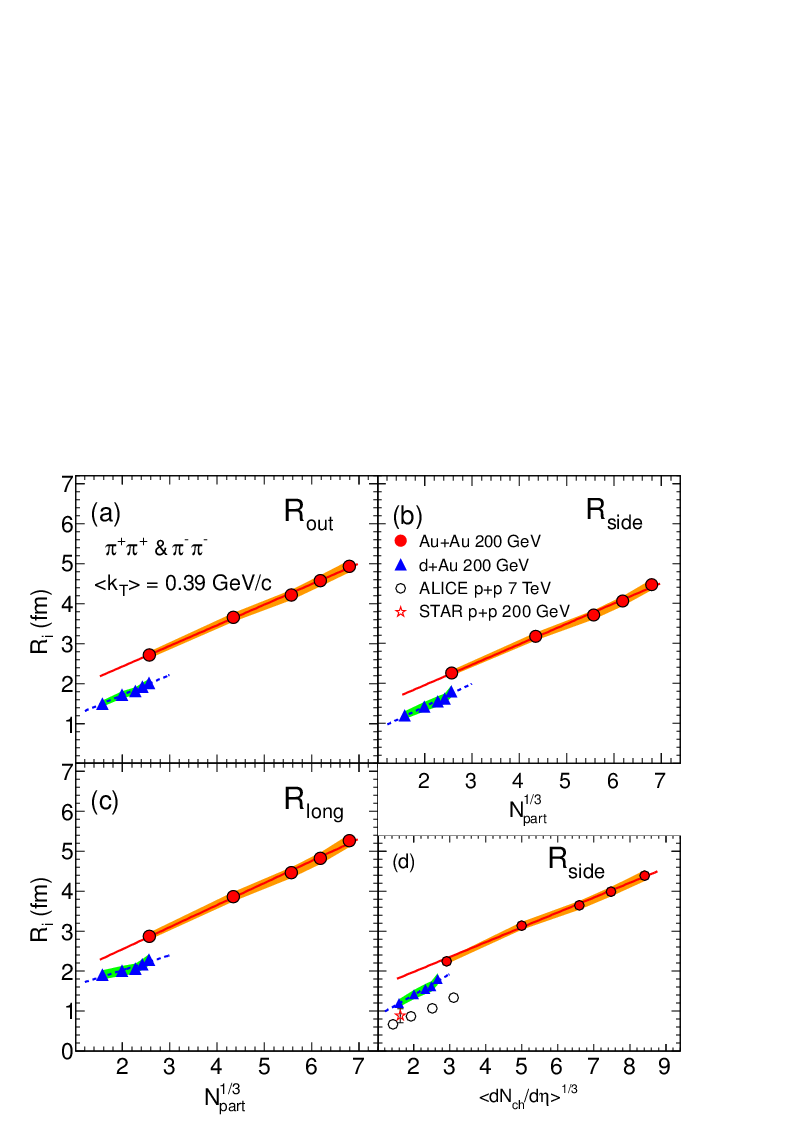 (a) R_out
π⁺π⁺ & π⁻π⁻
<k_T> = 0.39 GeV/c
R_i (fm)
7
6
5
4
3
2
1
(b) R_side
Au+Au 200 GeV
d+Au 200 GeV
ALICE p+p 7 TeV
STAR p+p 200 GeV
2 3 4 5 6 7
N_part^1/3
(c) R_long
R_i (fm)
7
6
5
4
3
2
1
0
2 3 4 5 6 7
N_part^1/3
(d) R_side
2 3 4 5 6 7 8 9
<dN_ch/dη>^1/3